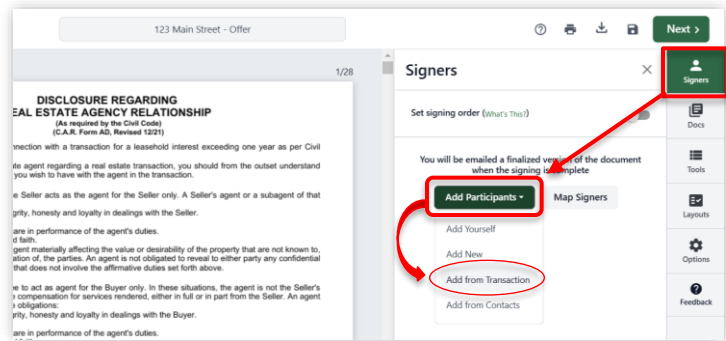 123 Main Street - Offer
Next >
1/28
DISCLOSURE REGARDING
EAL ESTATE AGENCY RELATIONSHIP
(As required by the Civil Code)
(C.A.R. Form AD, Revised 12/21)
nnection with a transaction for a leasehold interest exceeding one year as per Civil
te agent regarding a real estate transaction, you should from the outset understand
you wish to have with the agent in the transaction.
e Seller acts as the agent for the Seller only. A Seller's agent or a subagent of that
grity, honesty and loyalty in dealings with the Seller.
are in performance of the agent's duties.
d faith.
gent materially affecting the value or desirability of the property that are not known to,
ation of, the parties. An agent is not obligated to reveal to either party any confidential
that does not involve the affirmative duties set forth above.
ee to act as agent for the Buyer only. In these situations, the agent is not the Seller's
compensation for services rendered, either in full or in part from the Seller. An agent
obligations:
grity, honesty and loyalty in dealings with the Buyer.
are in performance of the agent's duties.
Signers
Set signing order (What's This?)
You will be emailed a finalized version of the document
when the signing is complete
Add Participants
Map Signers
Add Yourself
Add New
Add from Transaction
Add from Contacts
Signers
Docs
Tools
Layouts
Options
Feedback